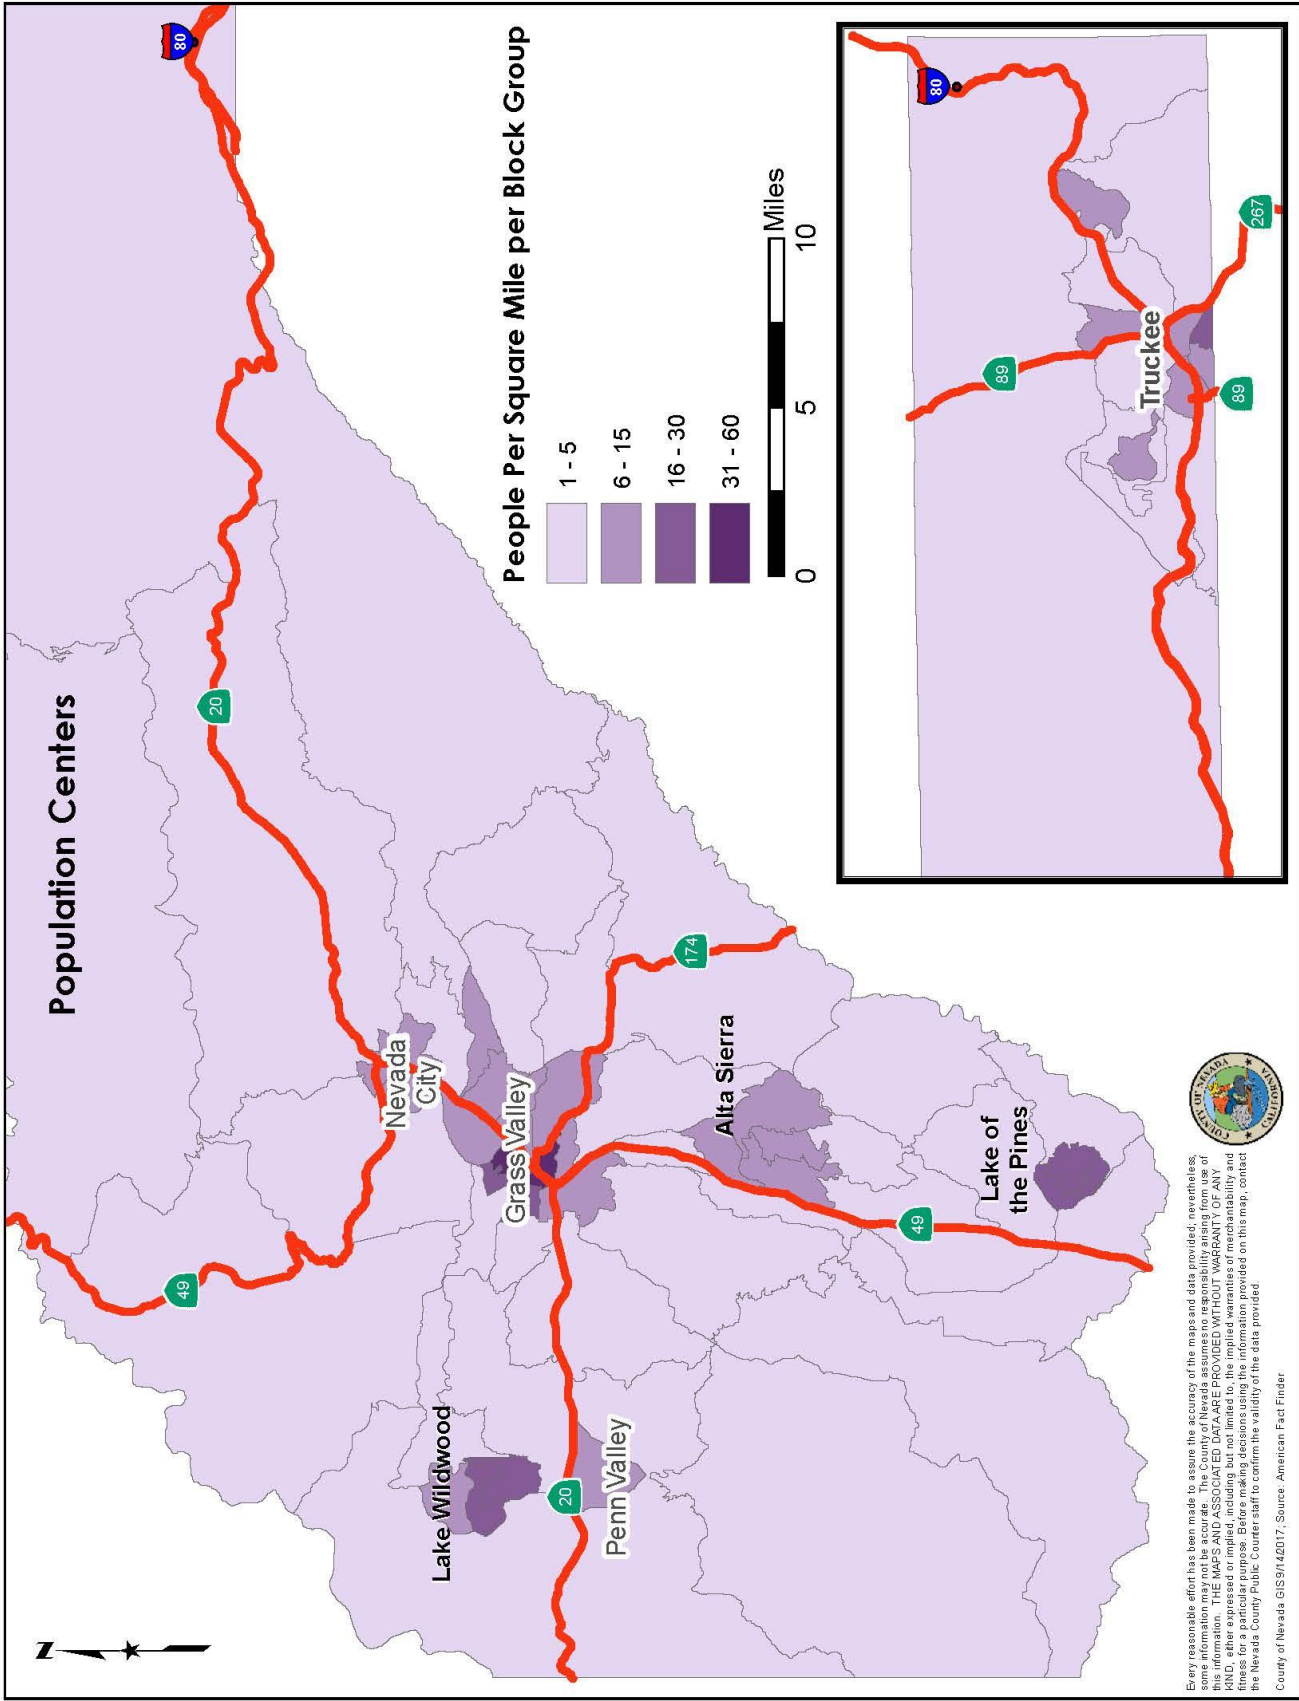 Population Centers
80
20
49
49
174
20
Nevada
City
Grass Valley
Alta Sierra
Lake of
the Pines
Lake Wildwood
Penn Valley
People Per Square Mile per Block Group
1 - 5
6 - 15
16 - 30
31 - 60
0 5 10 Miles
80
89
Truckee
89
267
N
COUNTY OF NEVADA
CALIFORNIA
Every reasonable effort has been made to assure the accuracy of the maps and data provided; nevertheless,
some information may not be accurate. The County of Nevada assumes no responsibility arising from use of
this information. THE MAPS AND ASSOCIATED DATA ARE PROVIDED WITHOUT WARRANTY OF ANY
KIND, either expressed or implied, including but not limited to, the implied warranties of merchantability and
fitness for a particular purpose. Before making decisions using the information provided on this map, contact
the Nevada County Public Counter staff to confirm the validity of the data provided.
County of Nevada GIS 9/14/2017; Source: American Fact Finder